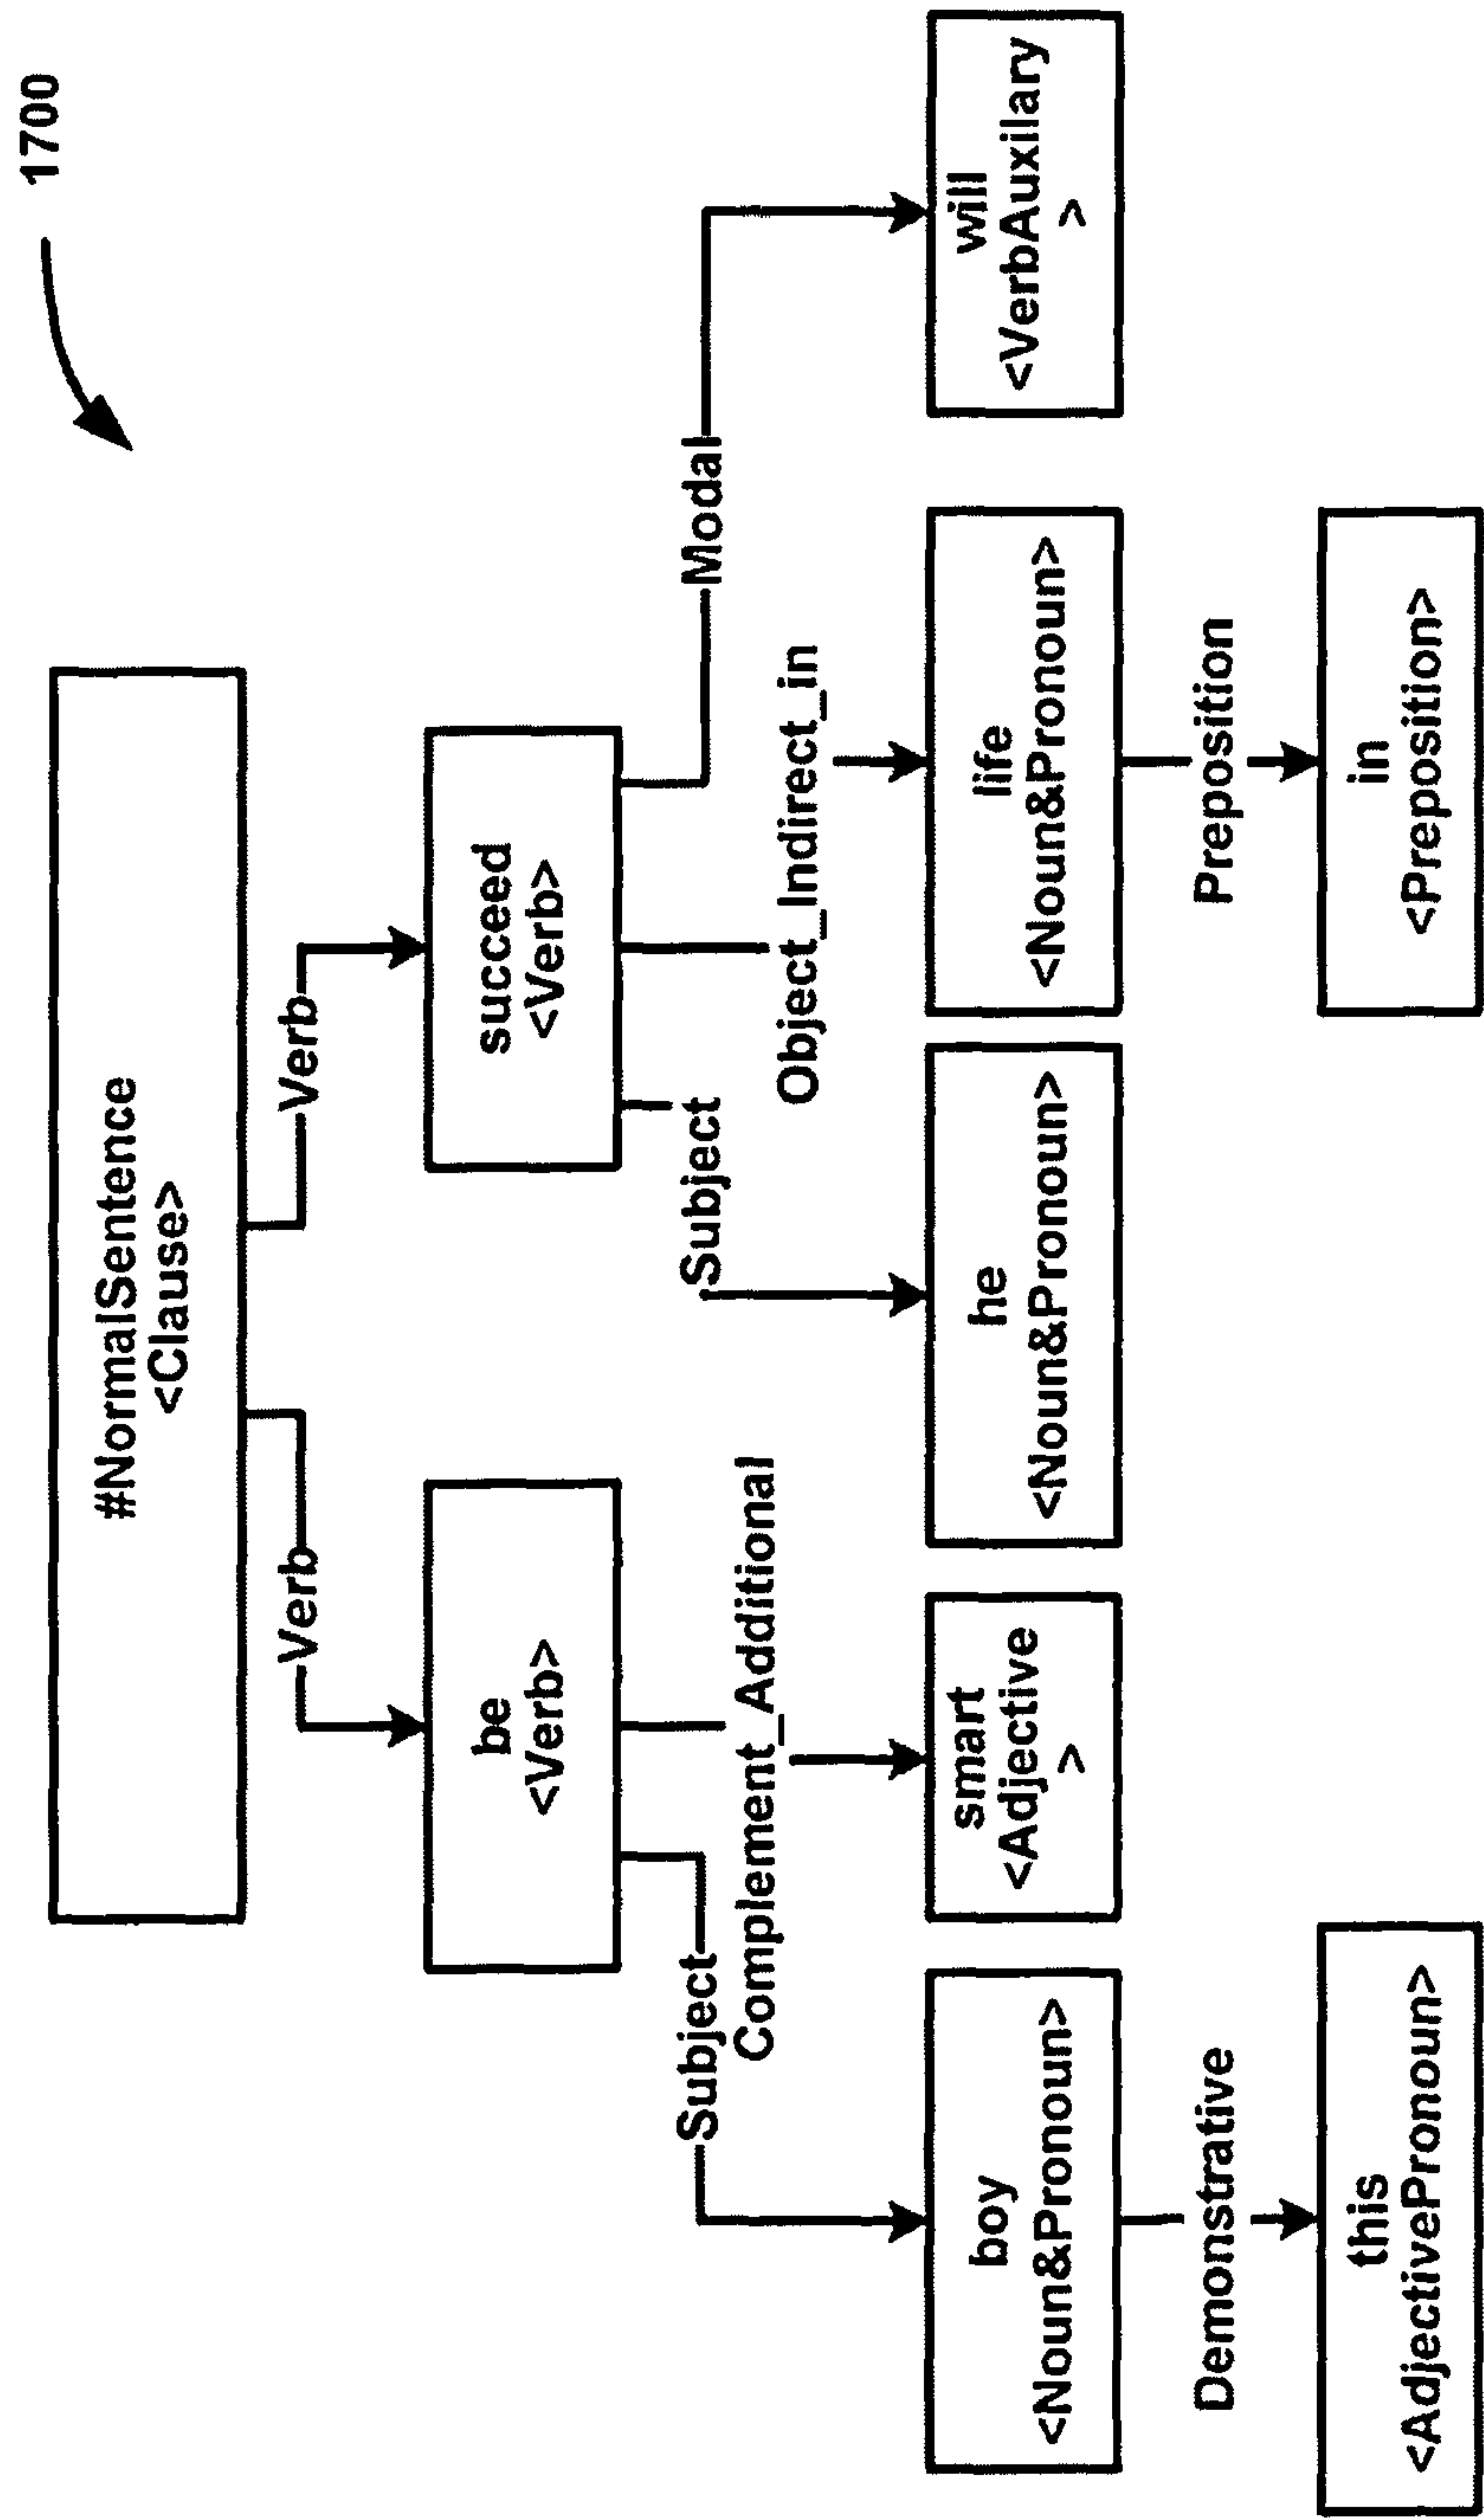 1700
#NormalSentence
<Clause>
Verb
Verb
be
<Verb>
succeed
<Verb>
Subject
Complement_Additional
Subject
Object_Indirect_in
Modal
boy
<Noun&Pronoun>
smart
<Adjective
>
he
<Noun&Pronoun>
life
<Noun&Pronoun>
will
<VerbAuxilary
>
Demonstrative
Preposition
this
<AdjectivePronoun>
in
<Preposition>